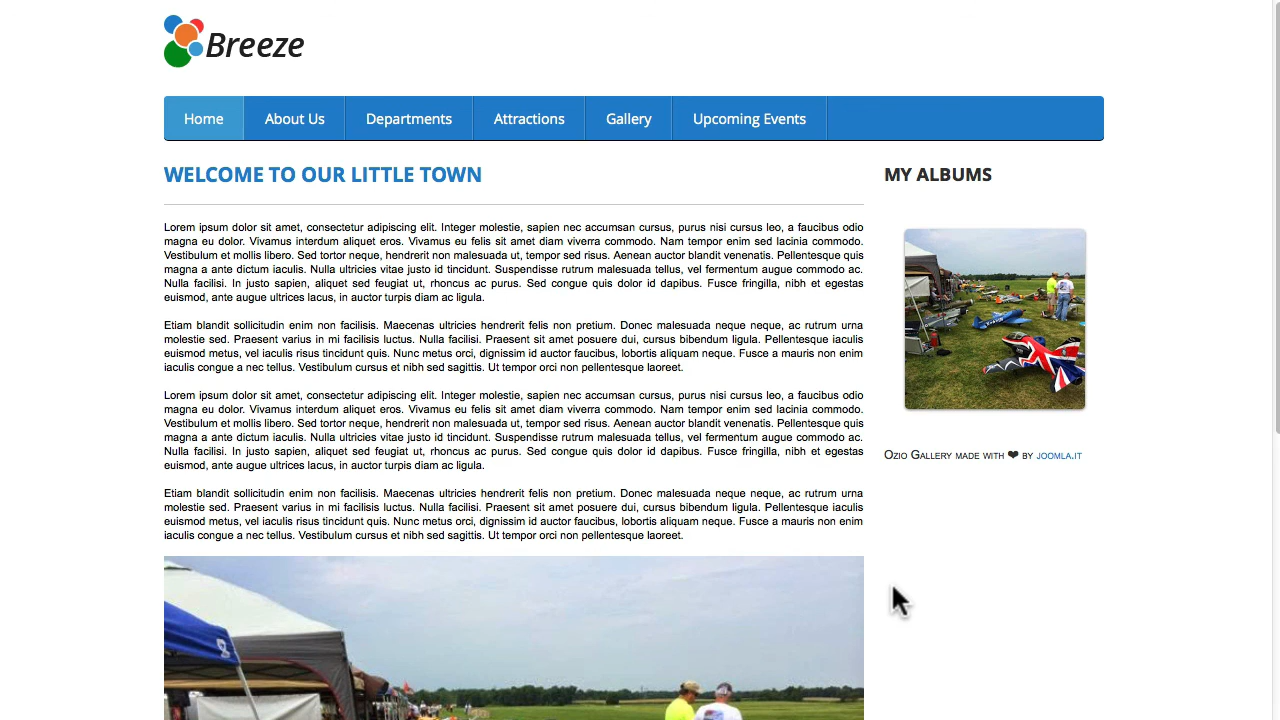 Breeze
Home
About Us
Departments
Attractions
Gallery
Upcoming Events
WELCOME TO OUR LITTLE TOWN
Lorem ipsum dolor sit amet, consectetur adipiscing elit. Integer molestie, sapien nec accumsan cursus, purus nisi cursus leo, a faucibus odio
magna eu dolor. Vivamus interdum aliquet eros. Vivamus eu felis sit amet diam viverra commodo. Nam tempor enim sed lacinia commodo.
Vestibulum et mollis libero. Sed tortor neque, hendrerit non malesuada ut, tempor sed risus. Aenean auctor blandit venenatis. Pellentesque quis
magna a ante dictum iaculis. Nulla ultricies vitae justo id tincidunt. Suspendisse rutrum malesuada tellus, vel fermentum augue commodo ac.
Nulla facilisi. In justo sapien, aliquet sed feugiat ut, rhoncus ac purus. Sed congue quis dolor id dapibus. Fusce fringilla, nibh et egestas
euismod, ante augue ultrices lacus, in auctor turpis diam ac ligula.
Etiam blandit sollicitudin enim non facilisis. Maecenas ultricies hendrerit felis non pretium. Donec malesuada neque neque, ac rutrum urna
molestie sed. Praesent varius in mi facilisis luctus. Nulla facilisi. Praesent sit amet posuere dui, cursus bibendum ligula. Pellentesque iaculis
euismod metus, vel iaculis risus tincidunt quis. Nunc metus orci, dignissim id auctor faucibus, lobortis aliquam neque. Fusce a mauris non enim
iaculis congue a nec tellus. Vestibulum cursus et nibh sed sagittis. Ut tempor orci non pellentesque laoreet.
Lorem ipsum dolor sit amet, consectetur adipiscing elit. Integer molestie, sapien nec accumsan cursus, purus nisi cursus leo, a faucibus odio
magna eu dolor. Vivamus interdum aliquet eros. Vivamus eu felis sit amet diam viverra commodo. Nam tempor enim sed lacinia commodo.
Vestibulum et mollis libero. Sed tortor neque, hendrerit non malesuada ut, tempor sed risus. Aenean auctor blandit venenatis. Pellentesque quis
magna a ante dictum iaculis. Nulla ultricies vitae justo id tincidunt. Suspendisse rutrum malesuada tellus, vel fermentum augue commodo ac.
Nulla facilisi. In justo sapien, aliquet sed feugiat ut, rhoncus ac purus. Sed congue quis dolor id dapibus. Fusce fringilla, nibh et egestas
euismod, ante augue ultrices lacus, in auctor turpis diam ac ligula.
Etiam blandit sollicitudin enim non facilisis. Maecenas ultricies hendrerit felis non pretium. Donec malesuada neque neque, ac rutrum urna
molestie sed. Praesent varius in mi facilisis luctus. Nulla facilisi. Praesent sit amet posuere dui, cursus bibendum ligula. Pellentesque iaculis
euismod metus, vel iaculis risus tincidunt quis. Nunc metus orci, dignissim id auctor faucibus, lobortis aliquam neque. Fusce a mauris non enim
iaculis congue a nec tellus. Vestibulum cursus et nibh sed sagittis. Ut tempor orci non pellentesque laoreet.
MY ALBUMS
Ozio Gallery made with ❤ by joomla.it